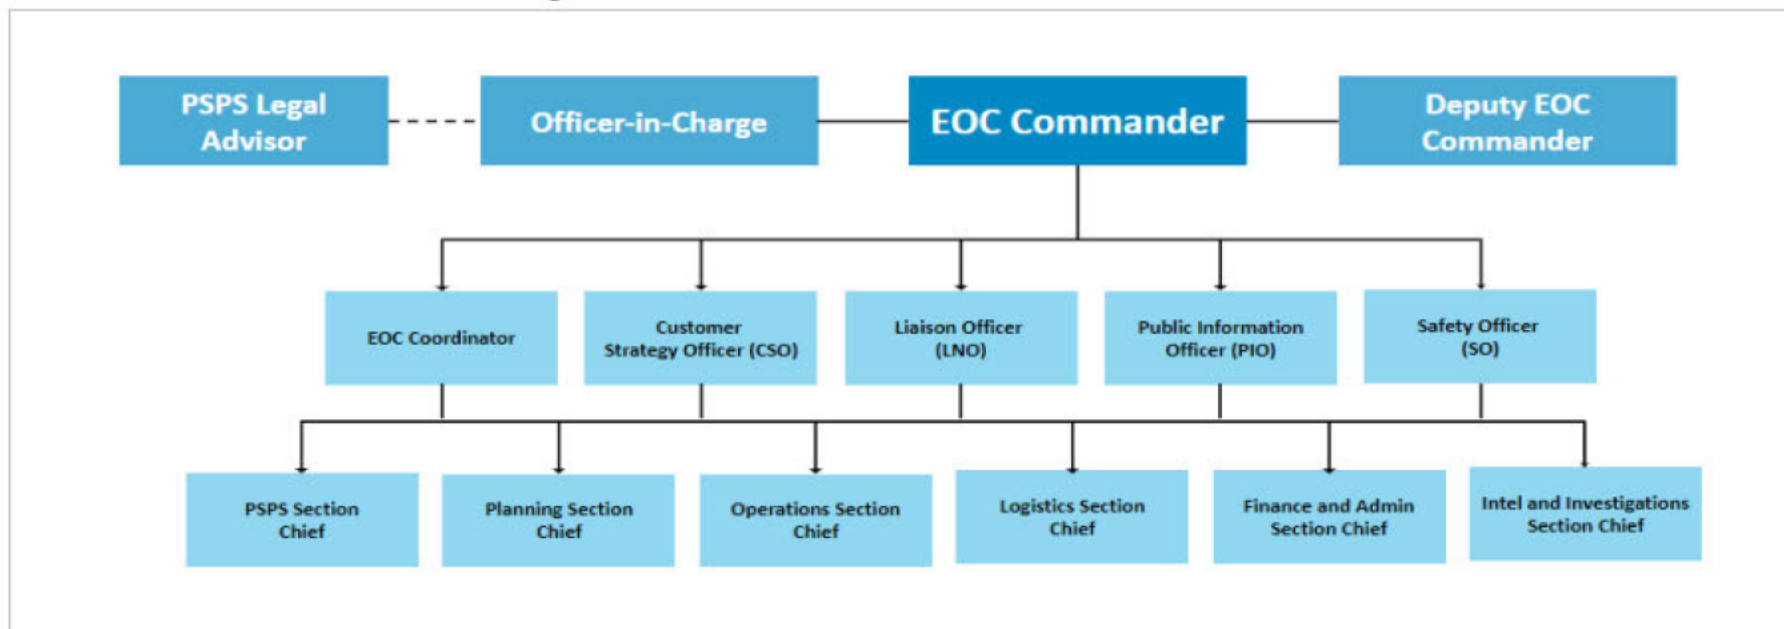 PSPS Legal
Advisor
Officer-in-Charge
EOC Commander
Deputy EOC
Commander
EOC Coordinator
Customer
Strategy Officer (CSO)
Liaison Officer
(LNO)
Public Information
Officer (PIO)
Safety Officer
(SO)
PSPS Section
Chief
Planning Section
Chief
Operations Section
Chief
Logistics Section
Chief
Finance and Admin
Section Chief
Intel and Investigations
Section Chief